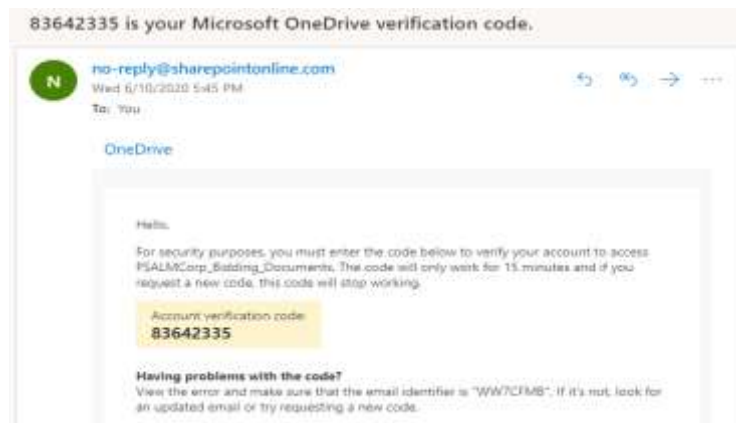 83642335 is your Microsoft OneDrive verification code.
N
no-reply@sharepointonline.com
Wed 6/10/2020 5:45 PM
To: You
OneDrive
Hello,
For security purposes, you must enter the code below to verify your account to access
PSALMCorp_Bidding_Documents. The code will only work for 15 minutes and if you
request a new code, this code will stop working.
Account verification code:
83642335
Having problems with the code?
View the error and make sure that the email identifier is "WW7CFMB". If it's not, look for
an updated email or try requesting a new code.